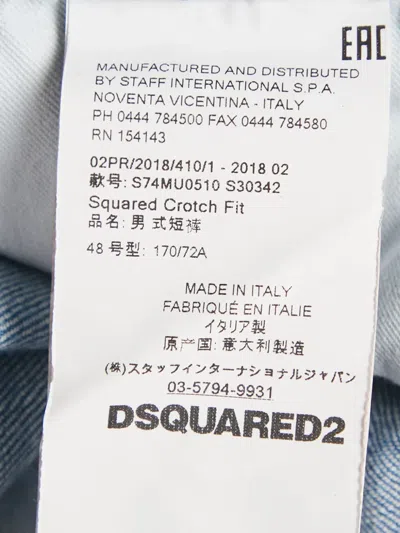 EAC
MANUFACTURED AND DISTRIBUTED
BY STAFF INTERNATIONAL S.P.A.
NOVENTA VICENTINA - ITALY
PH 0444 784500 FAX 0444 784580
RN 154143
02PR/2018/410/1 - 2018 02
款号: S74MU0510 S30342
Squared Crotch Fit
品名: 男 式短裤
48 号型: 170/72A
MADE IN ITALY
FABRIQUÉ EN ITALIE
イタリア製
原产国: 意大利製造
(株)スタッフインターナショナルジャパン
03-5794-9931
DSQUARED2